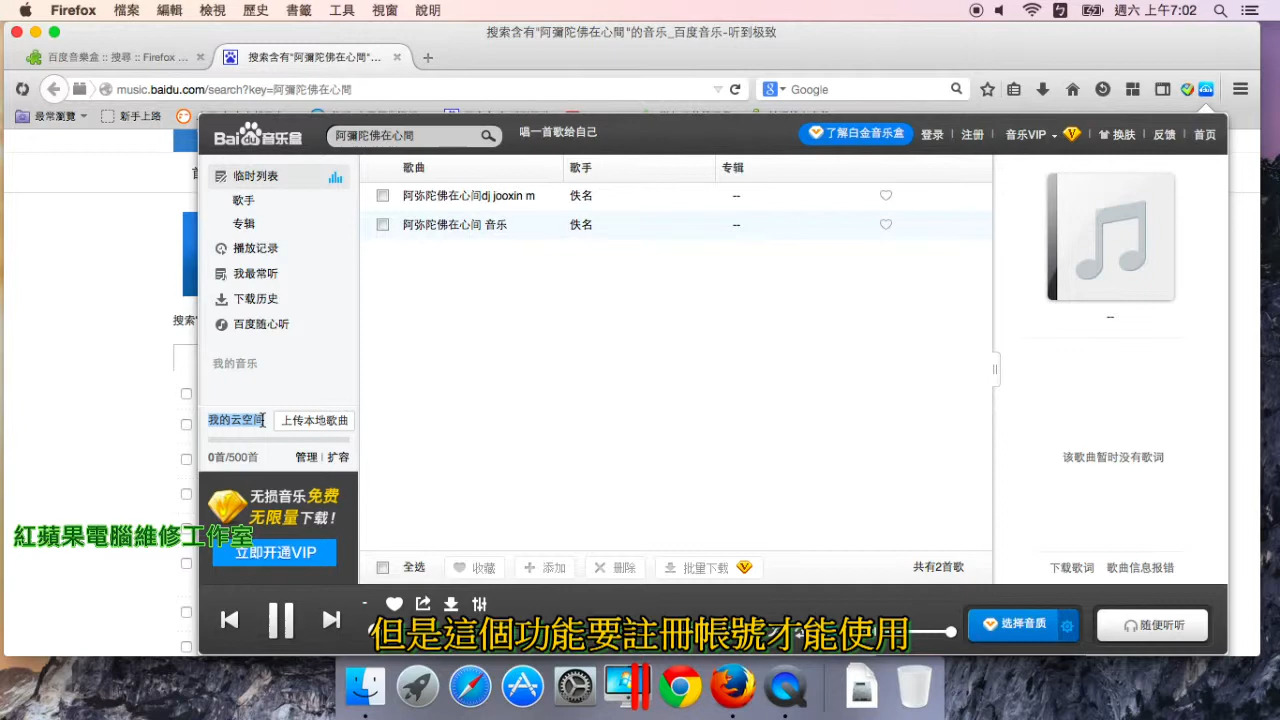 Firefox 檔案 編輯 檢視 歷史 書籤 工具 視窗 說明 週六 上午7:02
搜索含有"阿彌陀佛在心間"的音乐_百度音乐-听到极致
百度音樂盒 :: 搜尋 :: Firefox ... 搜索含有"阿彌陀佛在心間"...
music.baidu.com/search?key=阿彌陀佛在心間 Google
最常瀏覽 新手上路
Bai du 音乐盒 阿彌陀佛在心間 唱一首歌给自己 了解白金音乐盒 登录 注册 音乐VIP 换肤 反馈 首页
临时列表 歌曲 歌手 专辑
歌手 阿弥陀佛在心间dj jooxin m 佚名 --
专辑 阿弥陀佛在心间 音乐 佚名 --
播放记录
我最常听
下载历史
百度随心听
--
搜索"
我的音乐
我的云空间 上传本地歌曲
0首/500首 管理 扩容
该歌曲暂时没有歌词
无损音乐免费
无限量下载!
紅蘋果電腦維修工作室
立即开通VIP
全选 收藏 添加 删除 批量下载 共有2首歌 下载歌词 歌曲信息报错
-
选择音质 随便听听
但是這個功能要註冊帳號才能使用